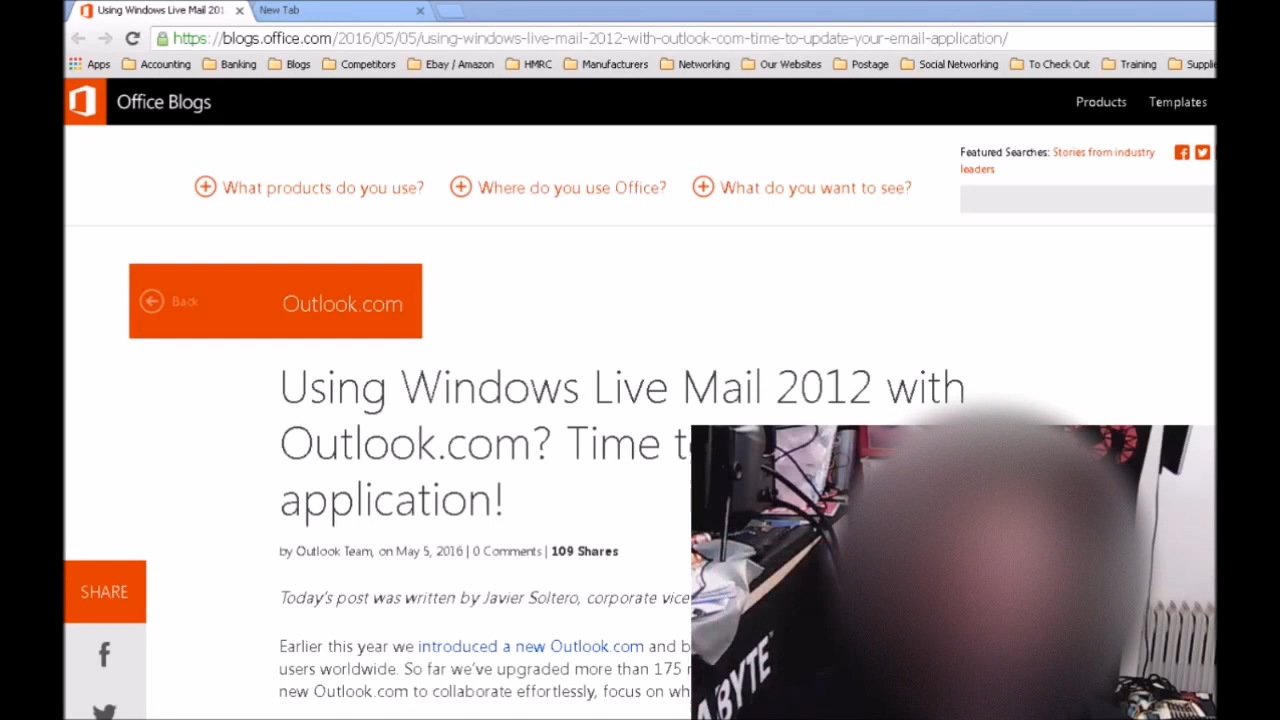 Using Windows Live Mail 201
New Tab
https://blogs.office.com/2016/05/05/using-windows-live-mail-2012-with-outlook-com-time-to-update-your-email-application/
Apps Accounting Banking Blogs Competitors Ebay / Amazon HMRC Manufacturers Networking Our Websites Postage Social Networking To Check Out Training Supplie
Office Blogs
Products Templates
Featured Searches: Stories from industry
leaders
What products do you use? Where do you use Office? What do you want to see?
Back
Outlook.com
Using Windows Live Mail 2012 with
Outlook.com? Time t
application!
by Outlook Team, on May 5, 2016 | 0 Comments | 109 Shares
SHARE
Today's post was written by Javier Soltero, corporate vice
Earlier this year we introduced a new Outlook.com and b
users worldwide. So far we've upgraded more than 175
new Outlook.com to collaborate effortlessly, focus on wh
ABYTE